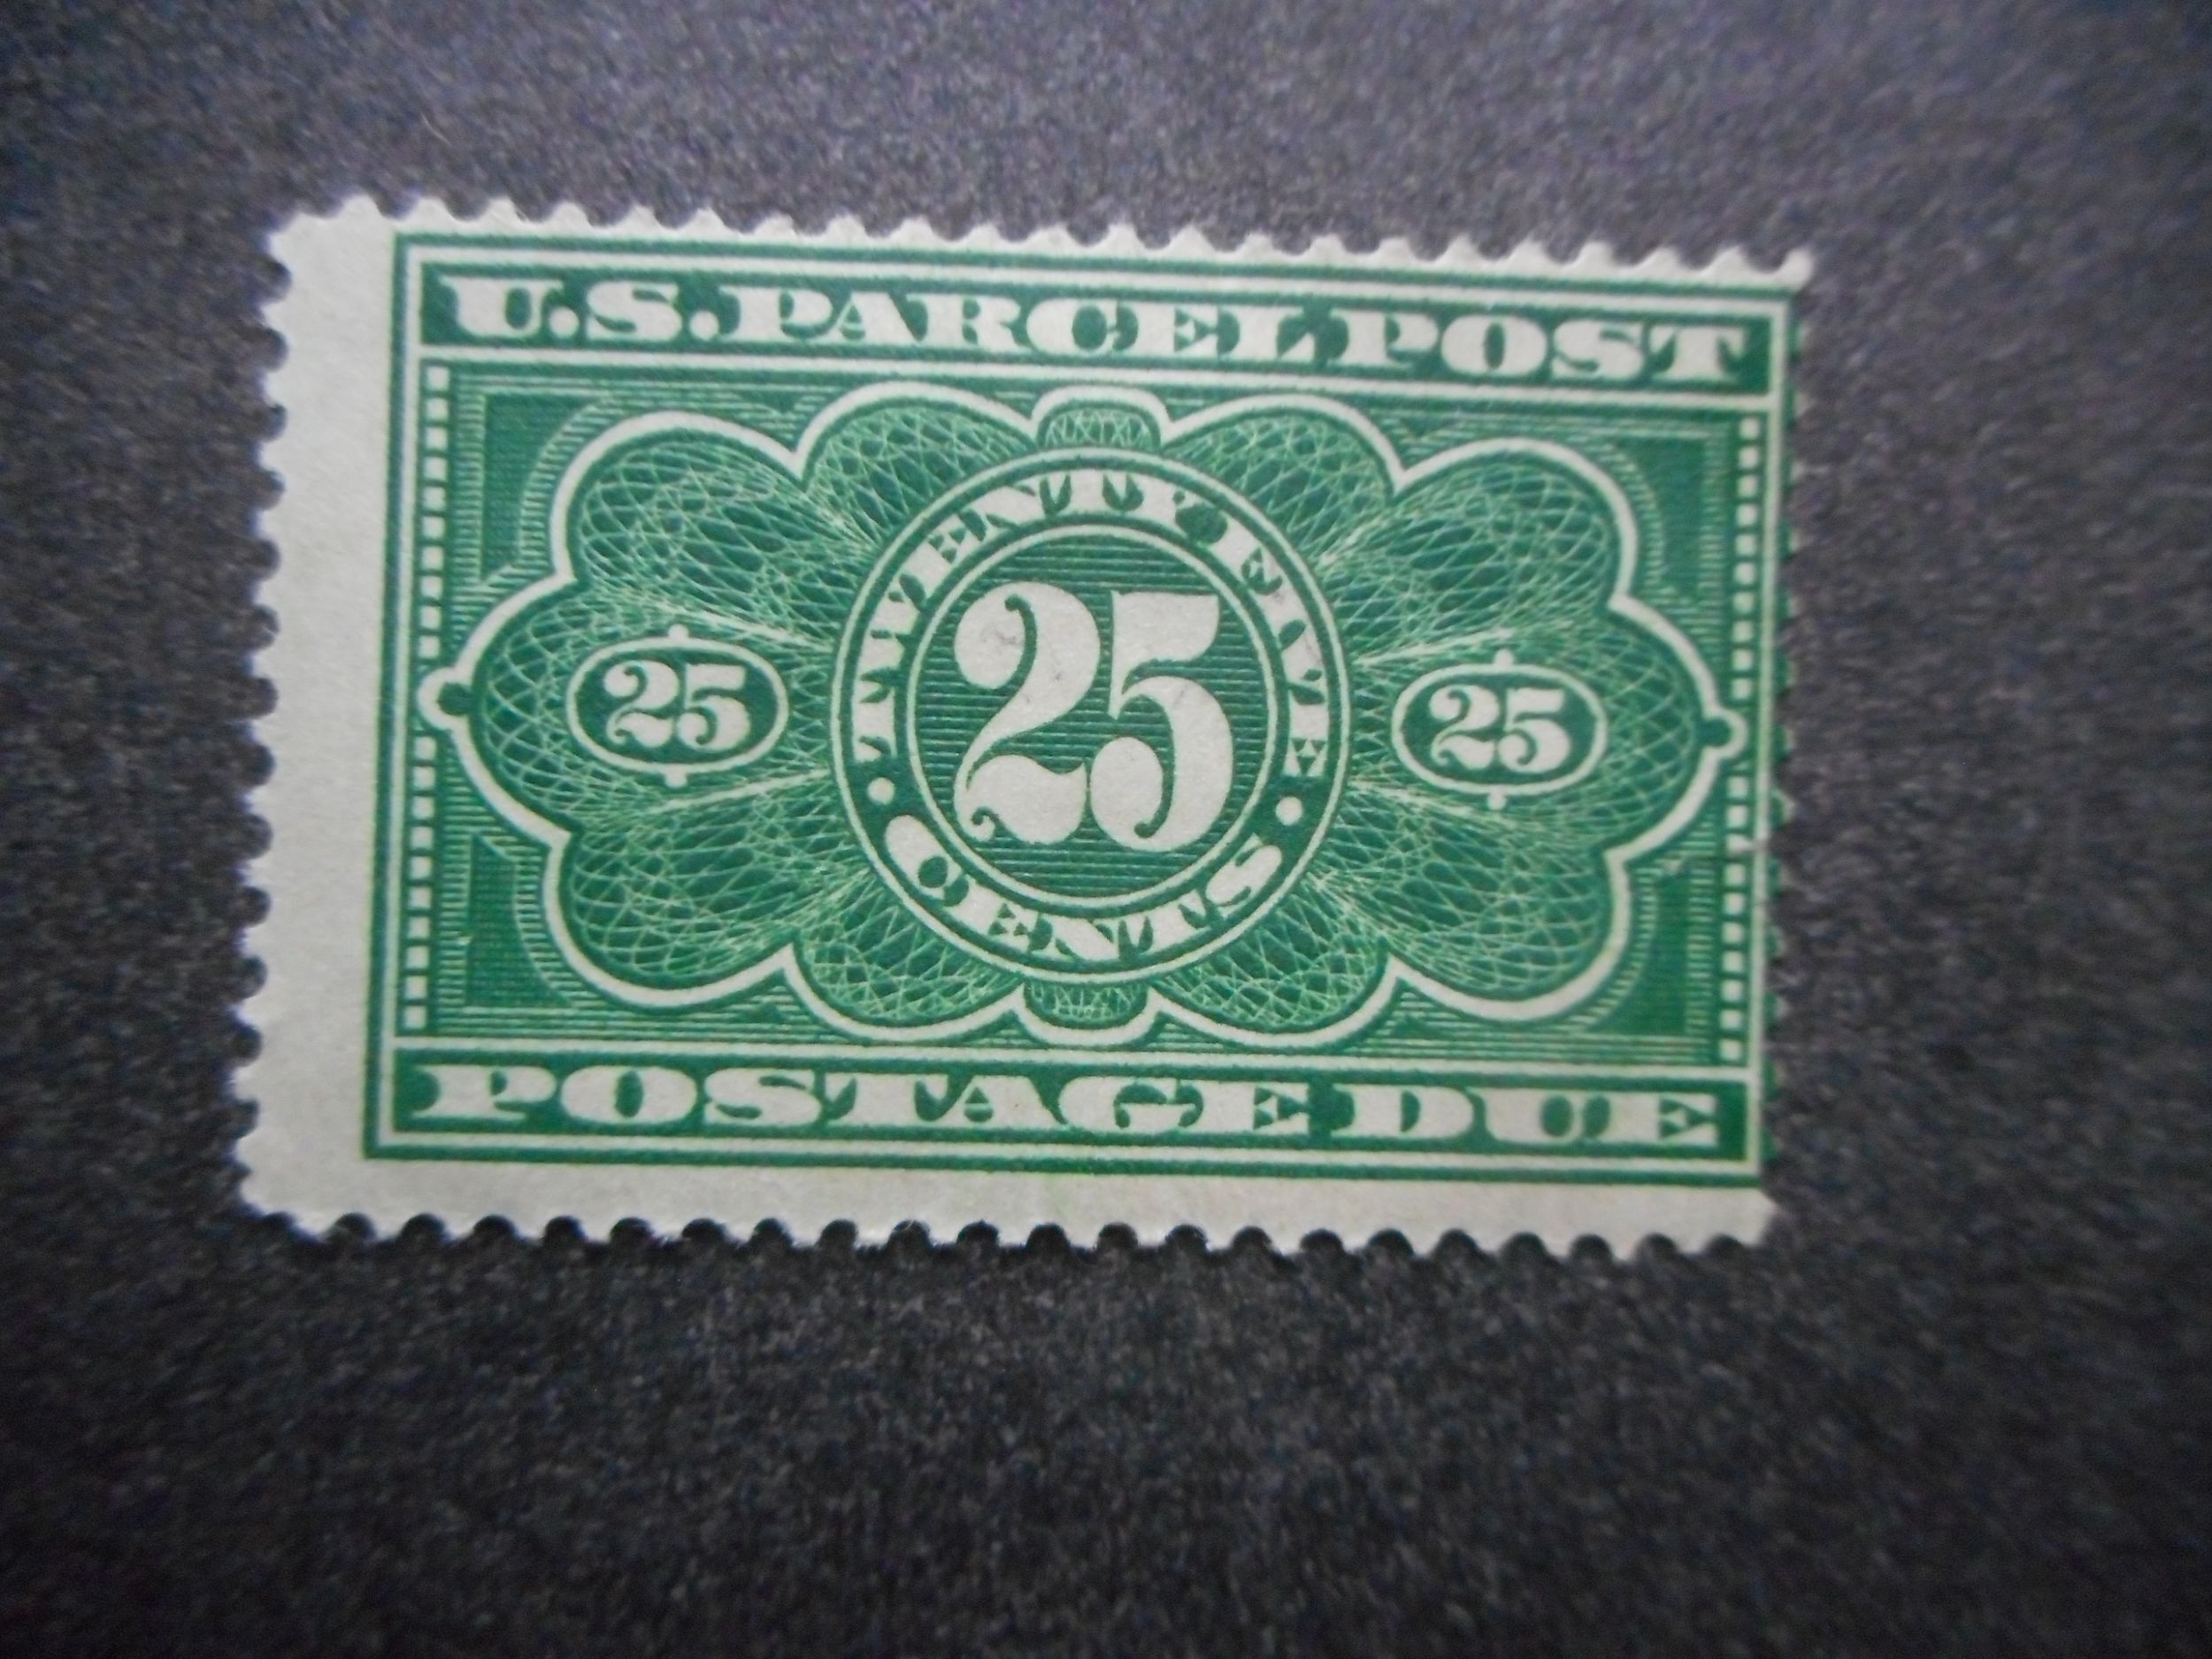 U.S. PARCEL POST
TWENTY FIVE
25 25 25
CENTS
POSTAGE DUE